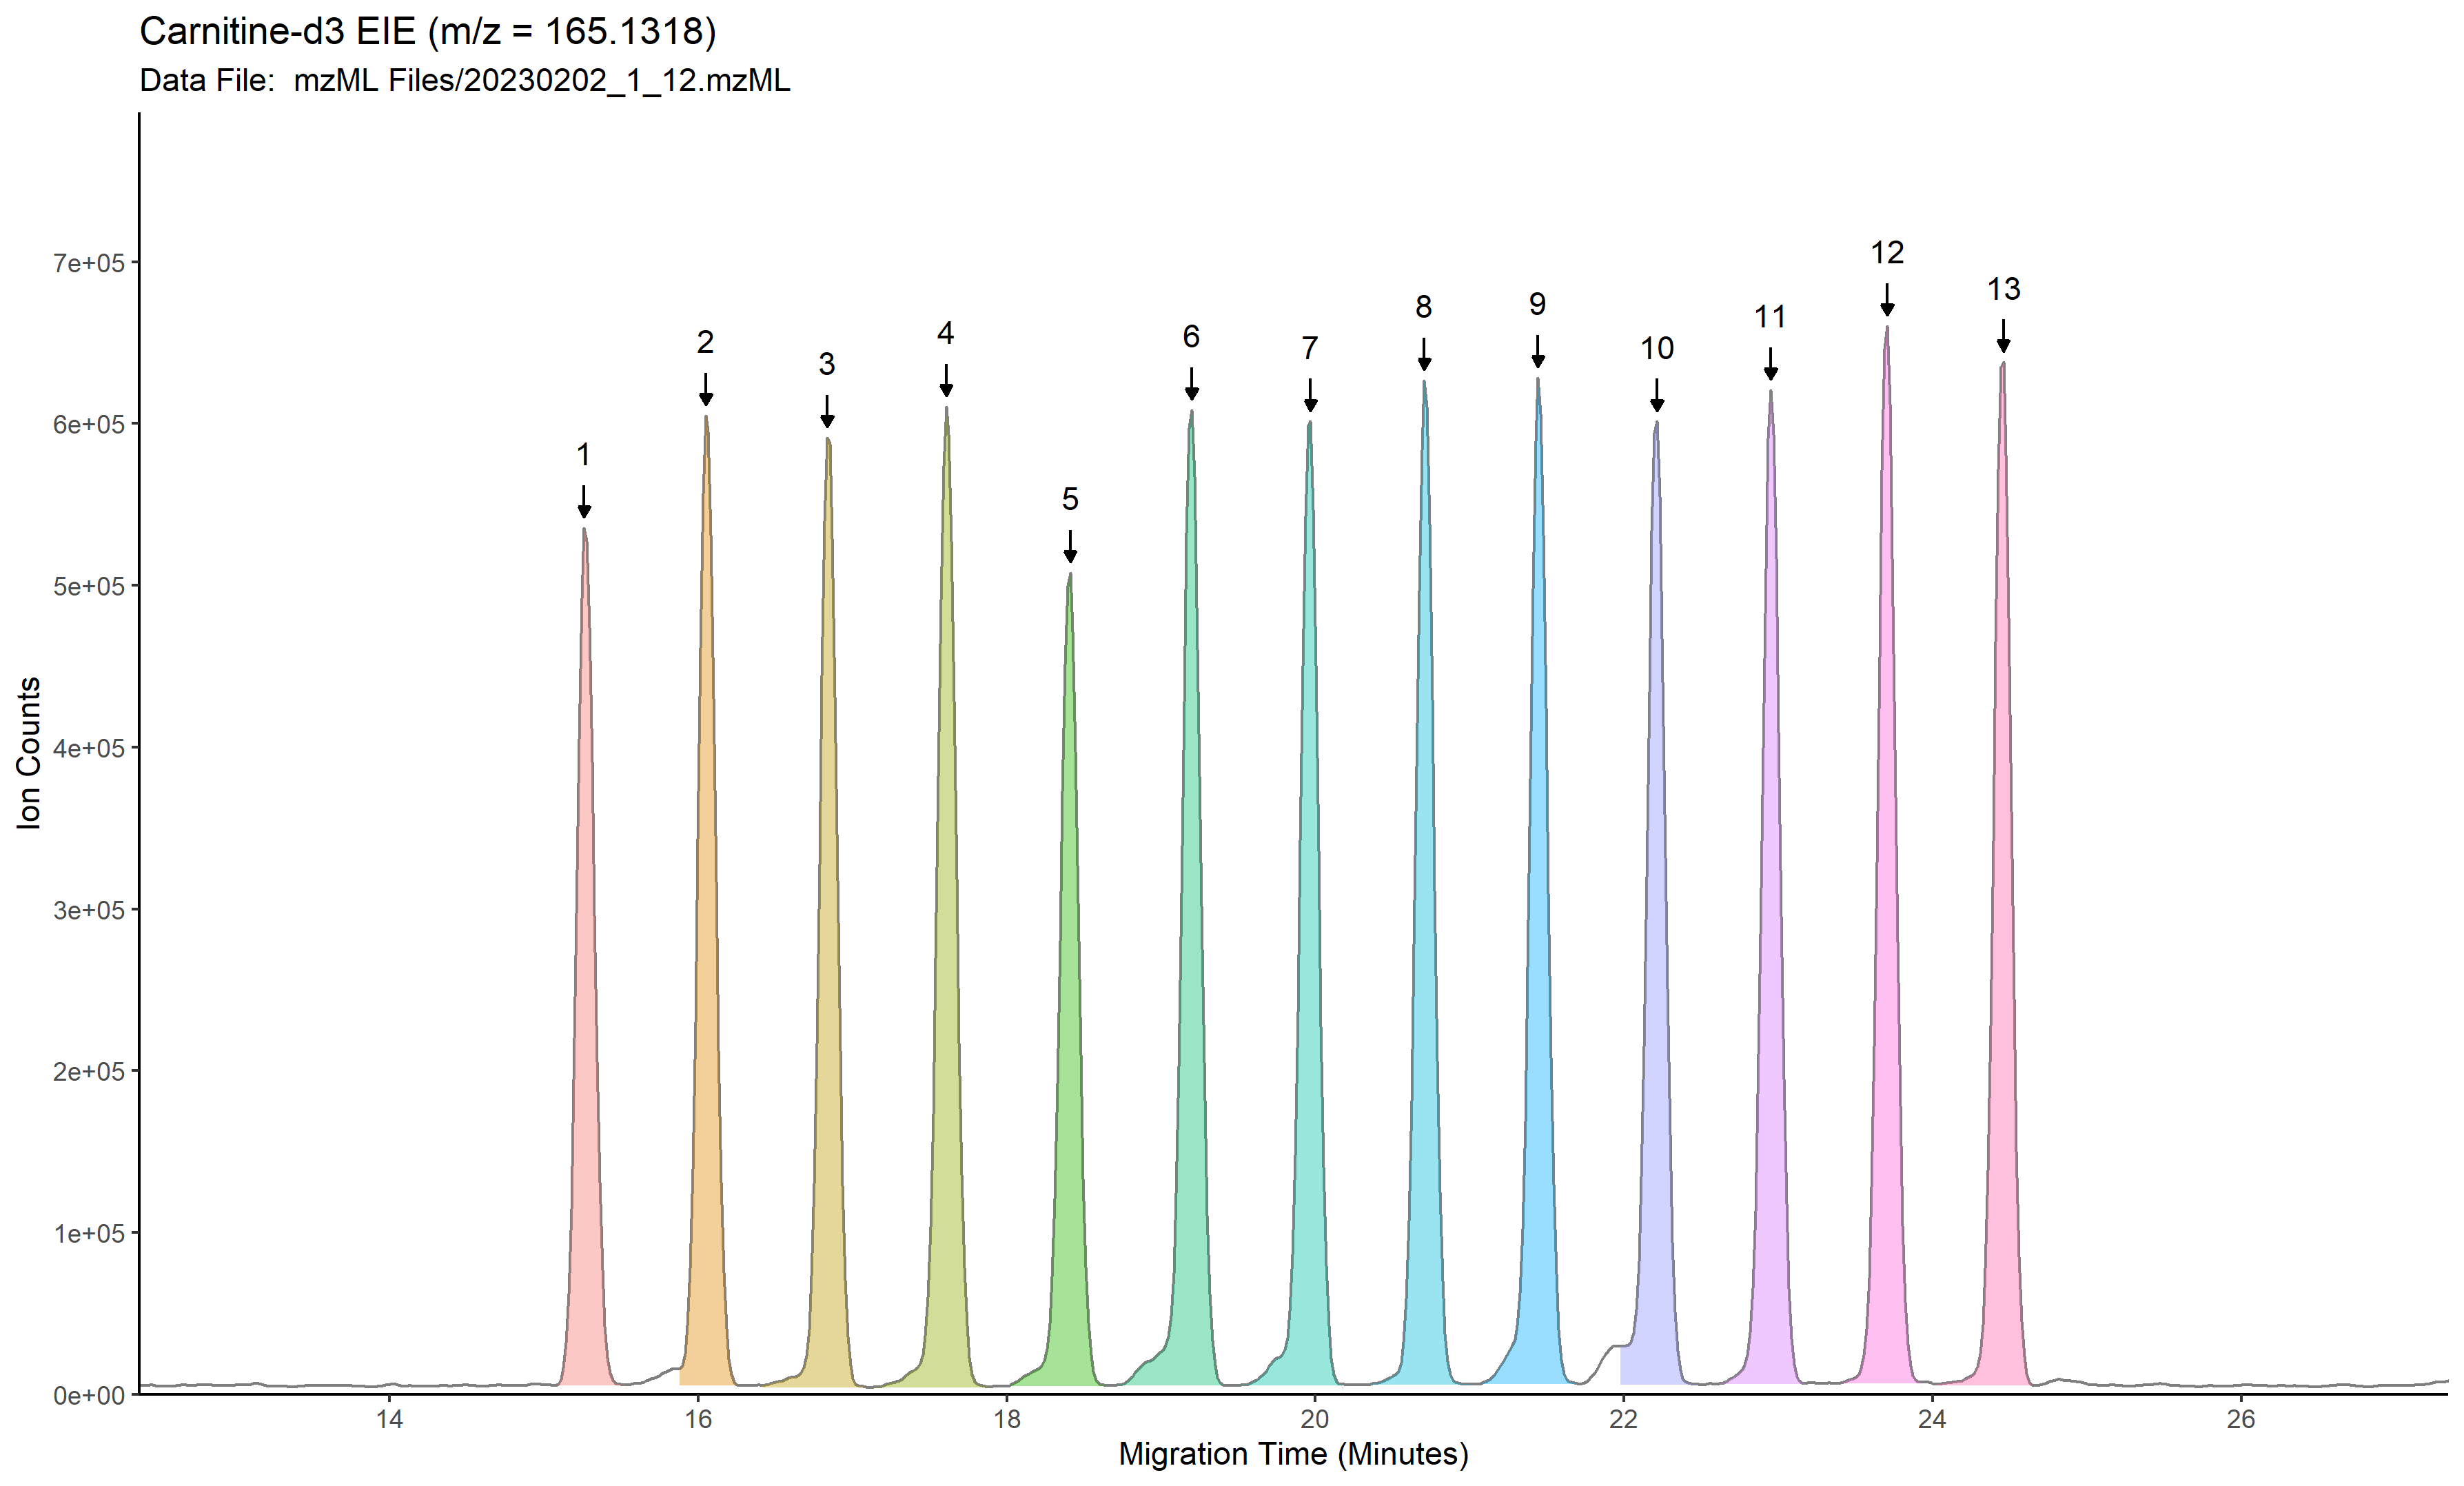 Carnitine-d3 EIE (m/z = 165.1318)
Data File:  mzML Files/20230202_1_12.mzML
12
13
9
8
11
4
6
2
7
10
3
1
5
7e+05
6e+05
5e+05
4e+05
3e+05
2e+05
1e+05
0e+00
Ion Counts
14 16 18 20 22 24 26
Migration Time (Minutes)